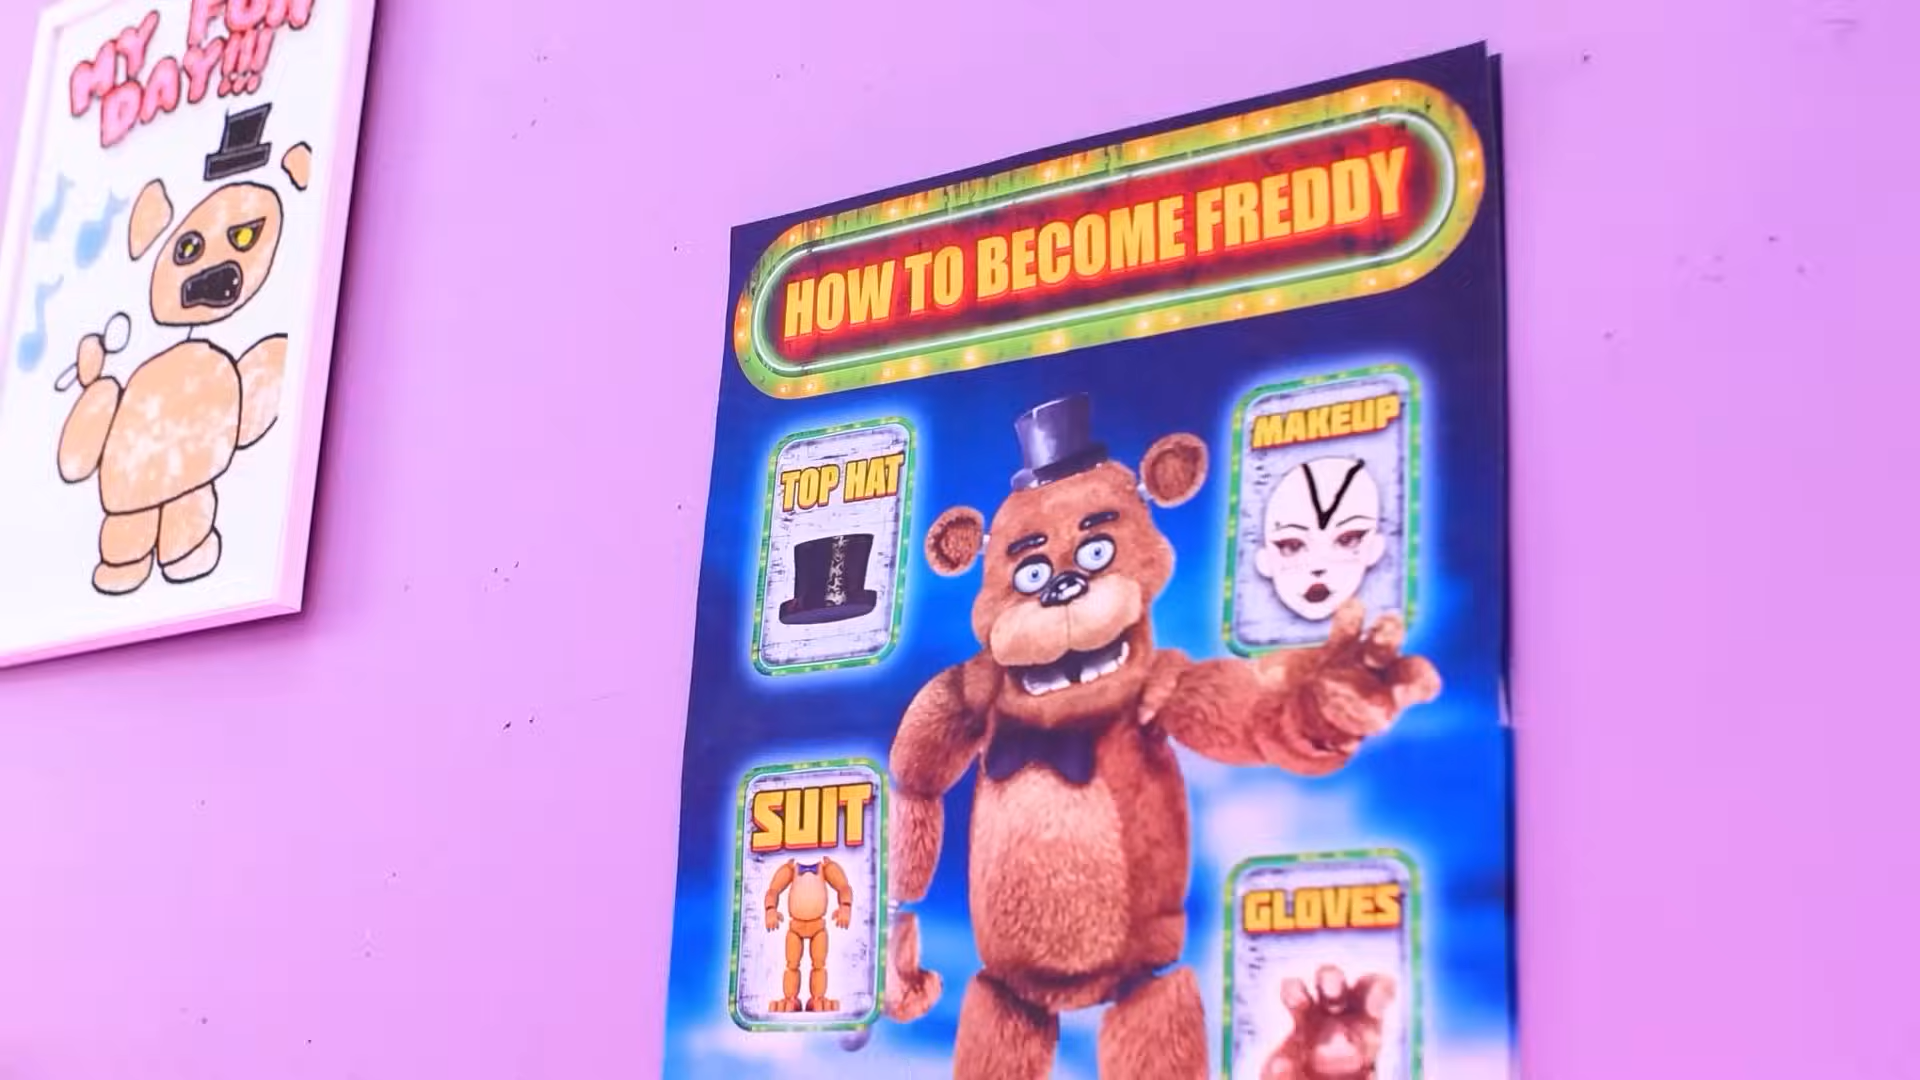 MY FUN
DAY!!!
HOW TO BECOME FREDDY
TOP HAT
MAKEUP
SUIT
GLOVES